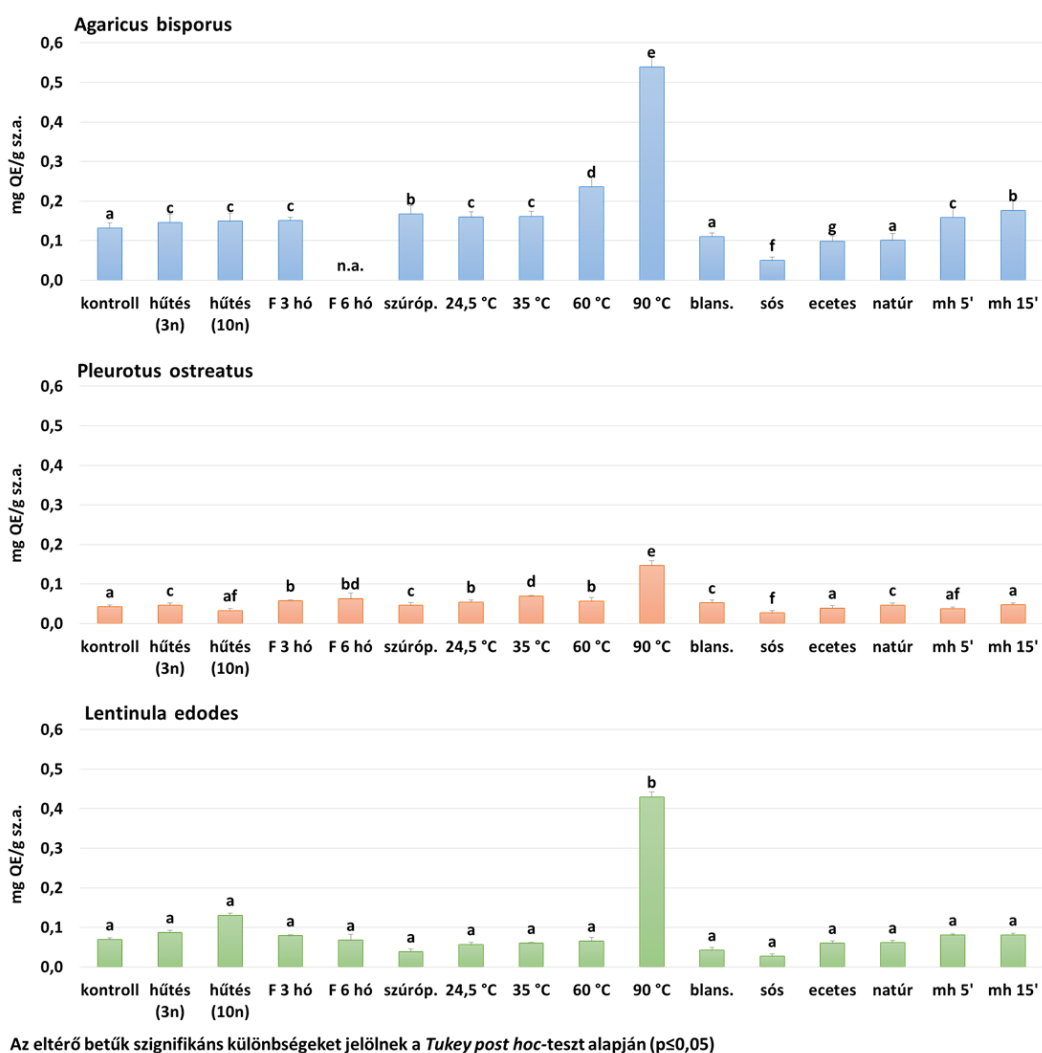 Agaricus bisporus
mg QE/g sz.a.
0,6
0,5
0,4
0,3
0,2
0,1
0,0
a c c c n.a. b c c d e a f g a c b
kontroll hűtés (3n) hűtés (10n) F 3 hó F 6 hó szúróp. 24,5 °C 35 °C 60 °C 90 °C blans. sós ecetes natúr mh 5' mh 15'
Pleurotus ostreatus
mg QE/g sz.a.
0,6
0,5
0,4
0,3
0,2
0,1
0,0
a c af b bd c b d b e c f a c af a
kontroll hűtés (3n) hűtés (10n) F 3 hó F 6 hó szúróp. 24,5 °C 35 °C 60 °C 90 °C blans. sós ecetes natúr mh 5' mh 15'
Lentinula edodes
mg QE/g sz.a.
0,6
0,5
0,4
0,3
0,2
0,1
0,0
a a a a a a a a a b a a a a a a
kontroll hűtés (3n) hűtés (10n) F 3 hó F 6 hó szúróp. 24,5 °C 35 °C 60 °C 90 °C blans. sós ecetes natúr mh 5' mh 15'
Az eltérő betűk szignifikáns különbségeket jelölnek a Tukey post hoc-teszt alapján (p≤0,05)